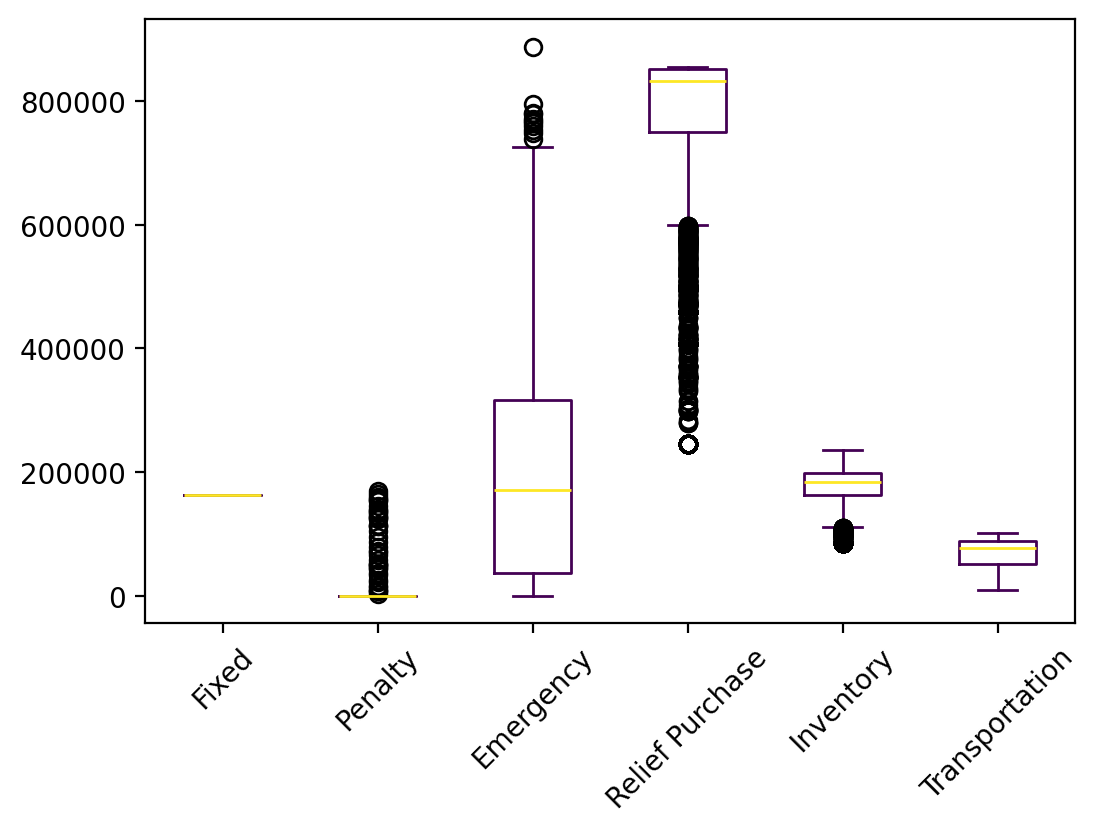 800000
600000
400000
200000
0
Fixed
Penalty
Emergency
Relief Purchase
Inventory
Transportation